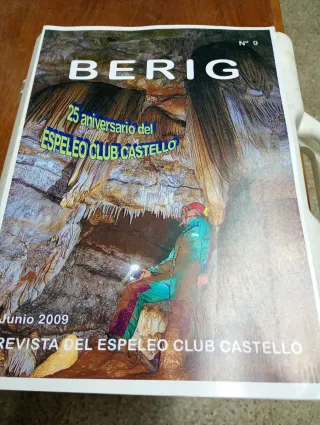 Nº 9
BERIG
25 aniversario del
ESPELEO CLUB CASTELLÓ
Junio 2009
REVISTA DEL ESPELEO CLUB CASTELLÓ